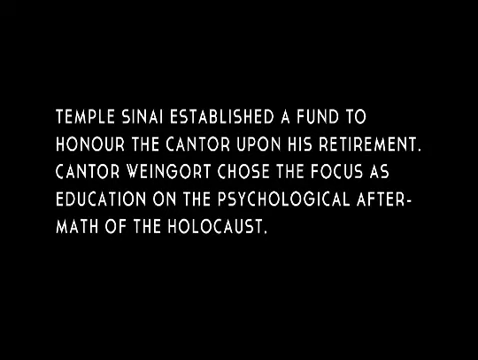 TEMPLE SINAI ESTABLISHED A FUND TO
HONOUR THE CANTOR UPON HIS RETIREMENT.
CANTOR WEINGORT CHOSE THE FOCUS AS
EDUCATION ON THE PSYCHOLOGICAL AFTER-
MATH OF THE HOLOCAUST.